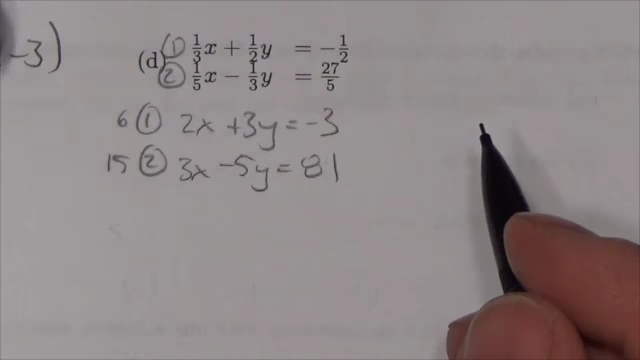 -3)
(d) ① 1/3x + 1/2y = -1/2
② 1/5x - 1/3y = 27/5
6 ① 2x + 3y = -3
15 ② 3x - 5y = 81